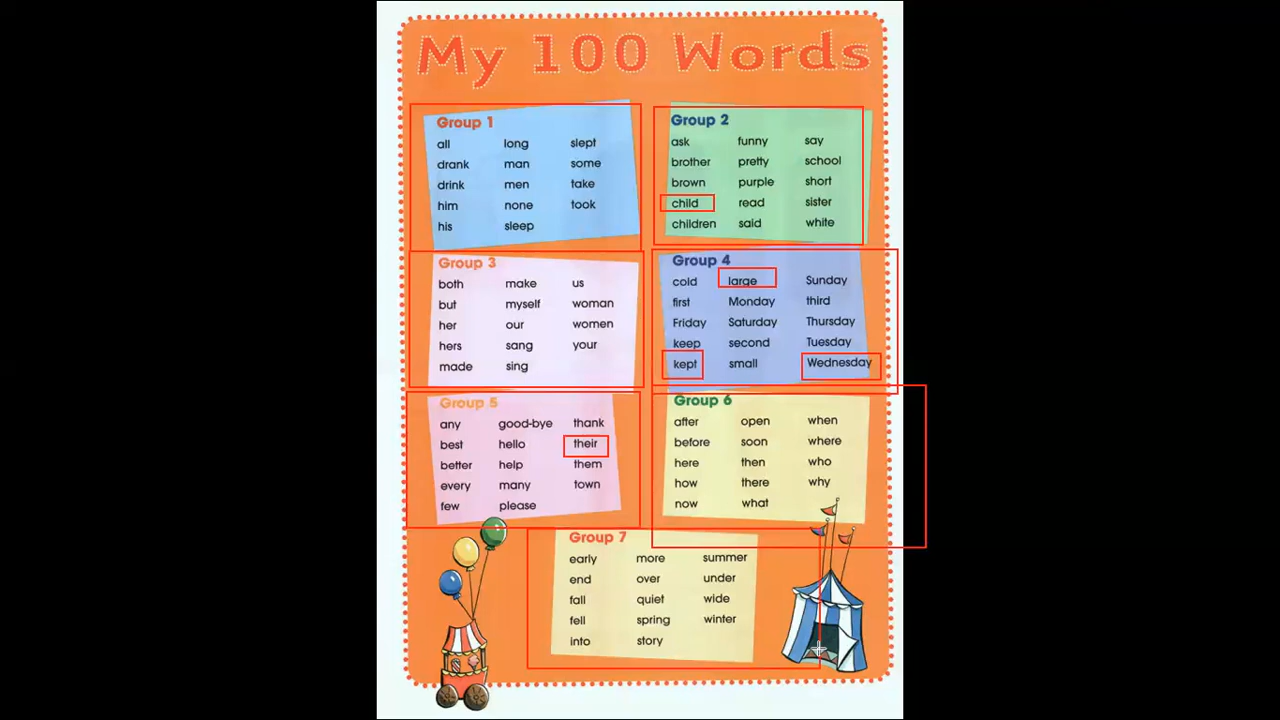 My 100 Words
Group 1
all long slept
drank man some
drink men take
him none took
his sleep
Group 2
ask funny say
brother pretty school
brown purple short
child read sister
children said white
Group 3
both make us
but myself woman
her our women
hers sang your
made sing
Group 4
cold large Sunday
first Monday third
Friday Saturday Thursday
keep second Tuesday
kept small Wednesday
Group 5
any good-bye thank
best hello their
better help them
every many town
few please
Group 6
after open when
before soon where
here then who
how there why
now what
Group 7
early more summer
end over under
fall quiet wide
fell spring winter
into story